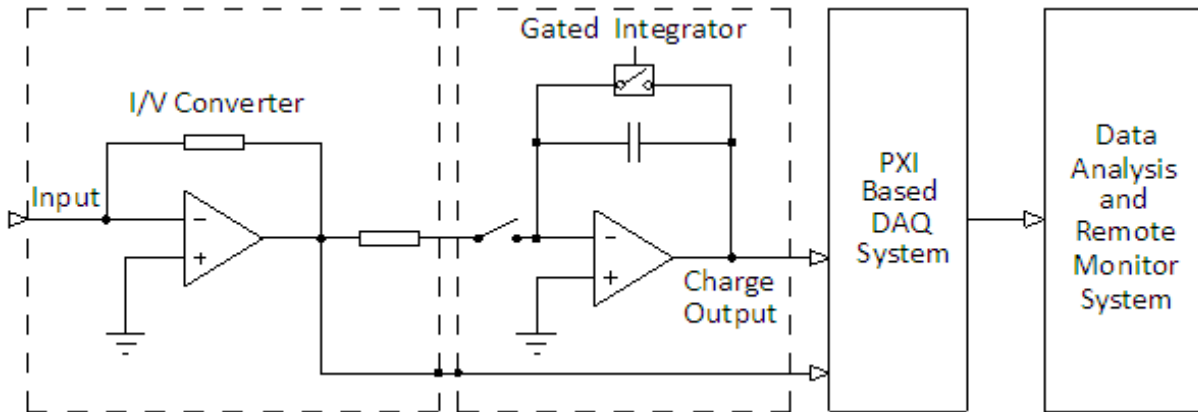 Gated Integrator
I/V Converter
Input
−
+
−
+
Charge
Output
PXI
Based
DAQ
System
Data
Analysis
and
Remote
Monitor
System